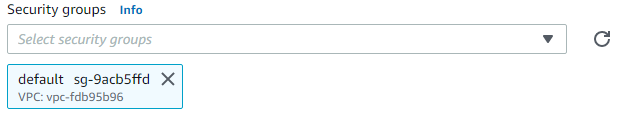 Security groups Info
Select security groups
default sg-9acb5ffd
VPC: vpc-fdb95b96